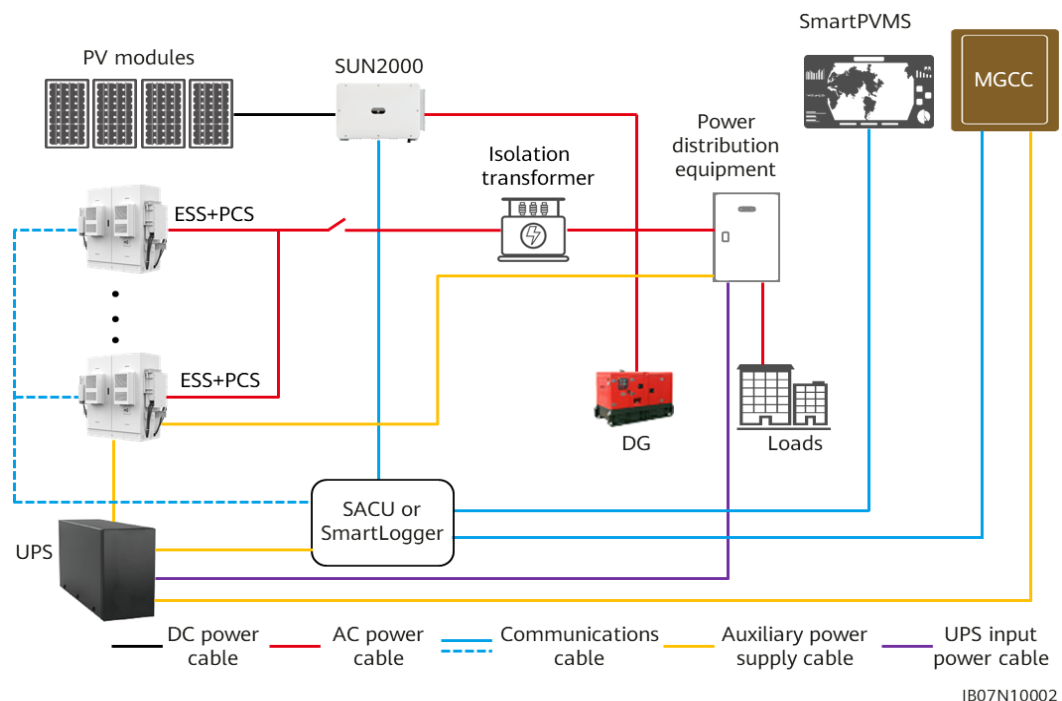 SmartPVMS
MGCC
PV modules
SUN2000
Power
distribution
equipment
Isolation
transformer
ESS+PCS
ESS+PCS
DG
Loads
SACU or
SmartLogger
UPS
DC power
cable
AC power
cable
Communications
cable
Auxiliary power
supply cable
UPS input
power cable
IB07N10002